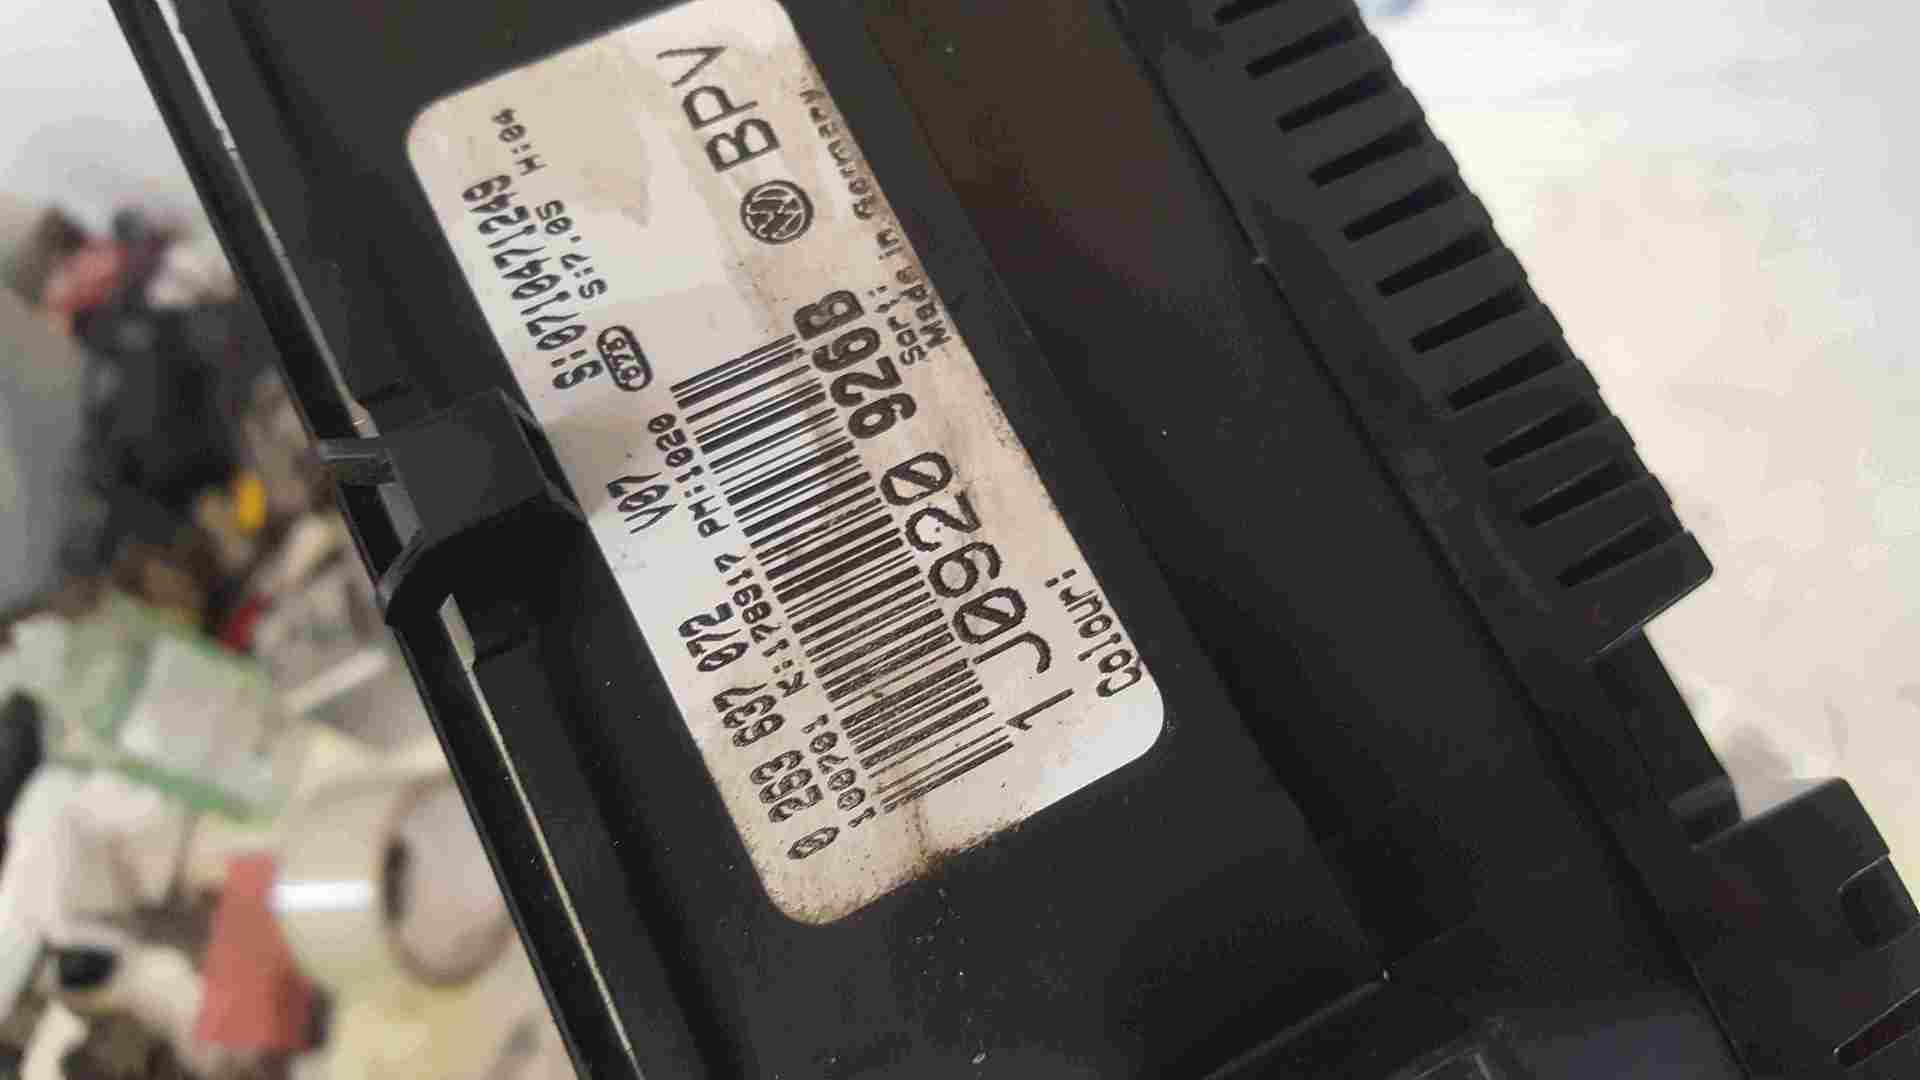 Made in Germany
Colour: Sort:
1J0920 926B BPV
100701 K:178912 PM:1020 S:7.05 H:04
0 263 637 072 V07 S:0710471249